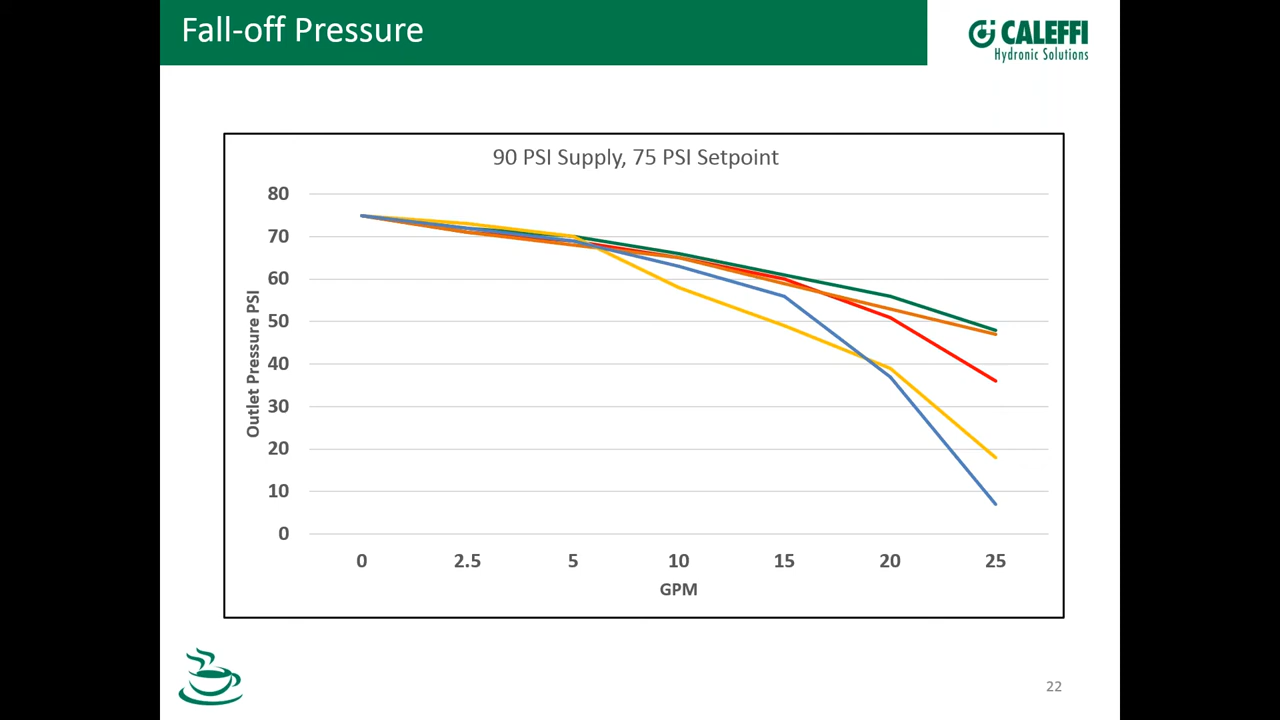 Fall-off Pressure
CALEFFI
Hydronic Solutions
90 PSI Supply, 75 PSI Setpoint
80
70
60
50
40
30
20
10
0
Outlet Pressure PSI
0 2.5 5 10 15 20 25
GPM
22